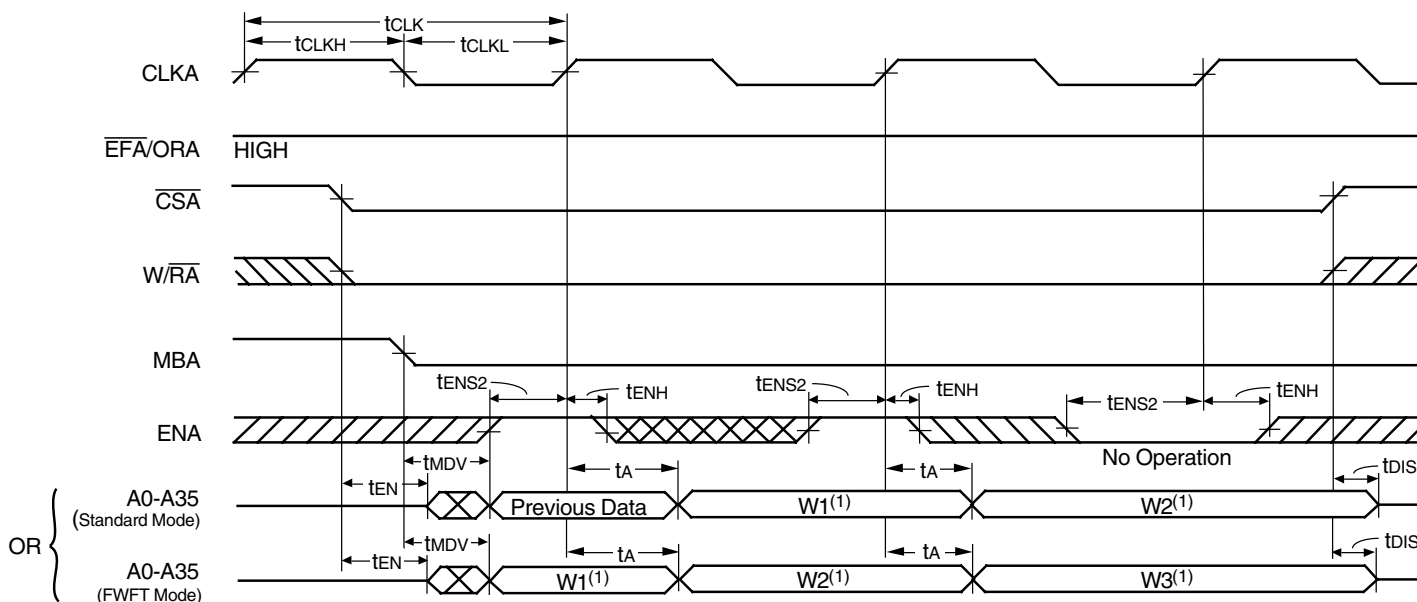 tCLK
tCLKH tCLKL
CLKA
EFA/ORA HIGH
CSA
W/RA
MBA
tENS2 tENH tENS2 tENH tENS2 tENH
ENA
No Operation
tMDV tA tA tDIS
tEN
A0-A35 Previous Data W1(1) W2(1)
(Standard Mode)
OR
tMDV tA tA tDIS
tEN
A0-A35 W1(1) W2(1) W3(1)
(FWFT Mode)